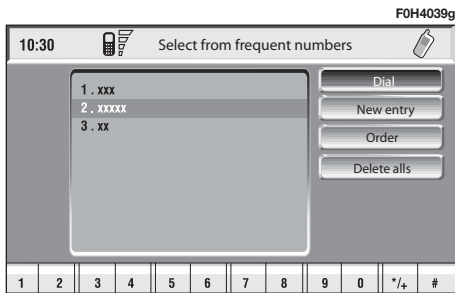 F0H4039g
10:30 Select from frequent numbers
1 . xxx
2 . xxxxx
3 . xx
Dial
New entry
Order
Delete alls
1 2 3 4 5 6 7 8 9 0 */+ #